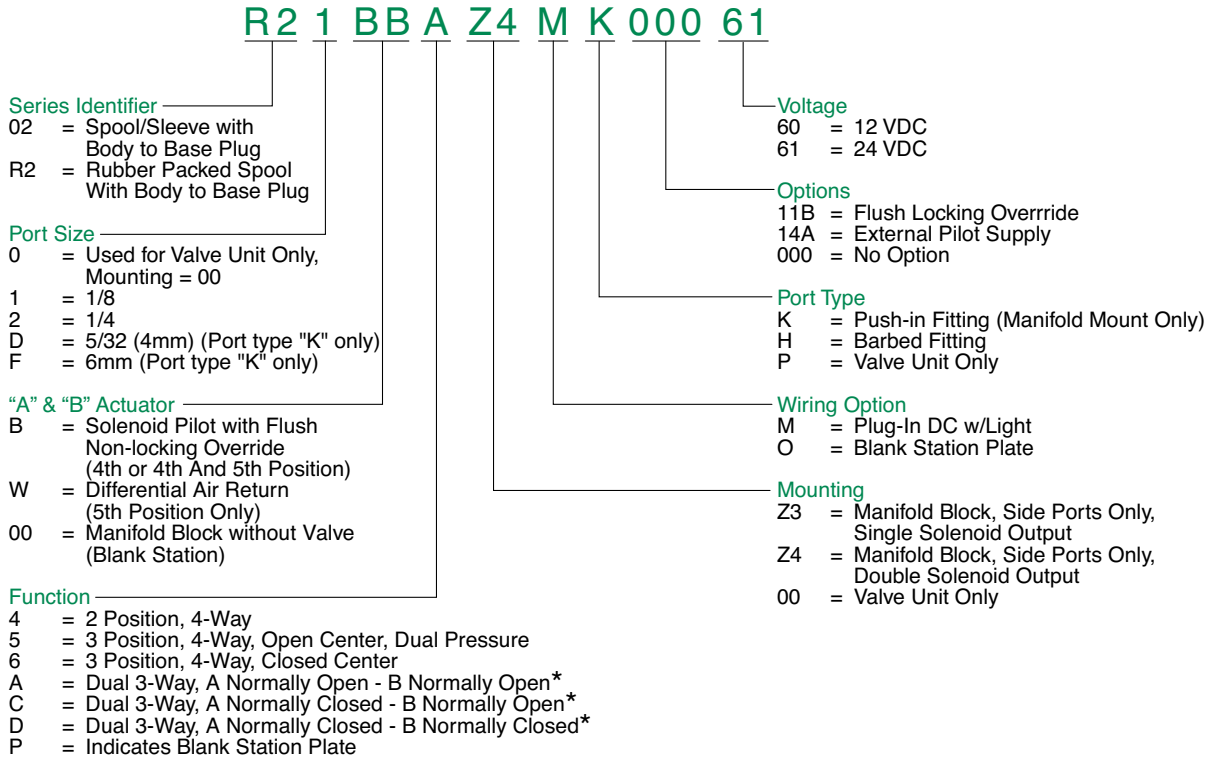 R2 1 BB A Z4 M K 000 61
Series Identifier
02 = Spool/Sleeve with
Body to Base Plug
R2 = Rubber Packed Spool
With Body to Base Plug
Port Size
0 = Used for Valve Unit Only,
Mounting = 00
1 = 1/8
2 = 1/4
D = 5/32 (4mm) (Port type "K" only)
F = 6mm (Port type "K" only)
“A” & “B” Actuator
B = Solenoid Pilot with Flush
Non-locking Override
(4th or 4th And 5th Position)
W = Differential Air Return
(5th Position Only)
00 = Manifold Block without Valve
(Blank Station)
Function
4 = 2 Position, 4-Way
5 = 3 Position, 4-Way, Open Center, Dual Pressure
6 = 3 Position, 4-Way, Closed Center
A = Dual 3-Way, A Normally Open - B Normally Open*
C = Dual 3-Way, A Normally Closed - B Normally Open*
D = Dual 3-Way, A Normally Closed - B Normally Closed*
P = Indicates Blank Station Plate
Voltage
60 = 12 VDC
61 = 24 VDC
Options
11B = Flush Locking Overrride
14A = External Pilot Supply
000 = No Option
Port Type
K = Push-in Fitting (Manifold Mount Only)
H = Barbed Fitting
P = Valve Unit Only
Wiring Option
M = Plug-In DC w/Light
O = Blank Station Plate
Mounting
Z3 = Manifold Block, Side Ports Only,
Single Solenoid Output
Z4 = Manifold Block, Side Ports Only,
Double Solenoid Output
00 = Valve Unit Only